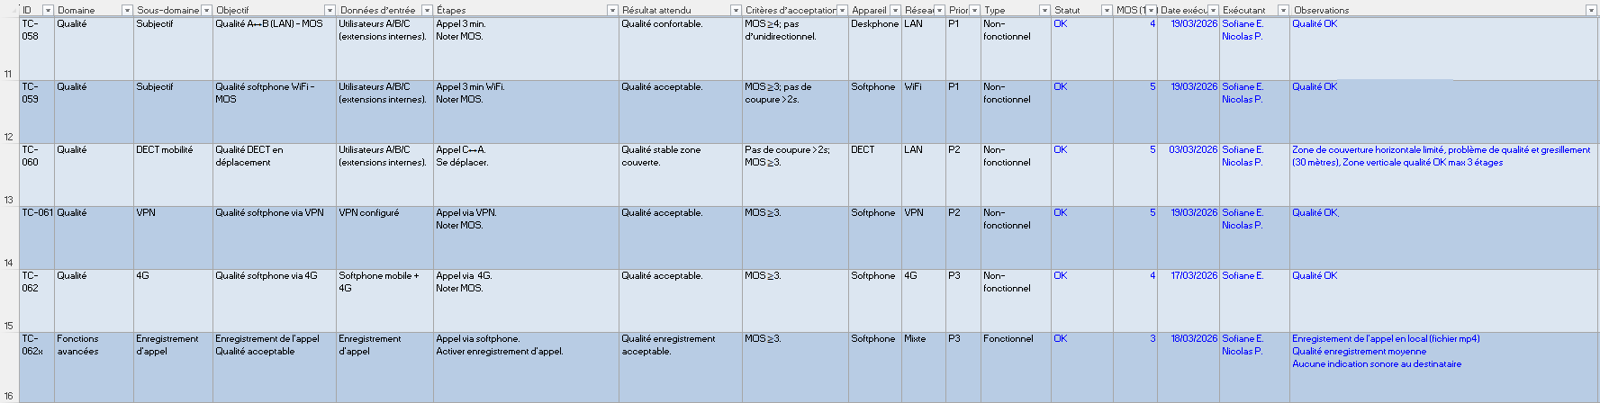 ID Domaine Sous-domaine Objectif Données d'entrée Étapes Résultat attendu Critères d'acceptation Appareil Réseau Prior Type Statut MOS (1 Date exécu Exécutant Observations
TC- Qualité Subjectif Qualité A↔B (LAN) - MOS Utilisateurs A/B/C Appel 3 min. Qualité confortable. MOS ≥4; pas Deskphone LAN P1 Non- OK 4 19/03/2026 Sofiane E. Qualité OK
058 (extensions internes). Noter MOS. d'unidirectionnel. fonctionnel Nicolas P.
11
TC- Qualité Subjectif Qualité softphone WiFi - Utilisateurs A/B/C Appel 3 min WiFi. Qualité acceptable. MOS ≥3; pas de Softphone WiFi P1 Non- OK 5 19/03/2026 Sofiane E. Qualité OK
059 MOS (extensions internes). Noter MOS. coupure >2s. fonctionnel Nicolas P.
12
TC- Qualité DECT mobilité Qualité DECT en Utilisateurs A/B/C Appel C↔A. Qualité stable zone Pas de coupure >2s; DECT LAN P2 Non- OK 5 03/03/2026 Sofiane E. Zone de couverture horizontale limité, problème de qualité et gresillement
060 déplacement (extensions internes). Se déplacer. couverte. MOS ≥3. fonctionnel Nicolas P. (30 mètres), Zone verticale qualité OK max 3 étages
13
TC-061 Qualité VPN Qualité softphone via VPN VPN configuré Appel via VPN. Qualité acceptable. MOS ≥3. Softphone VPN P2 Non- OK 5 19/03/2026 Sofiane E. Qualité OK.
Noter MOS. fonctionnel Nicolas P.
14
TC- Qualité 4G Qualité softphone via 4G Softphone mobile + Appel via 4G. Qualité acceptable. MOS ≥3. Softphone 4G P3 Non- OK 4 17/03/2026 Sofiane E. Qualité OK
062 4G Noter MOS. fonctionnel
15
TC- Fonctions Enregistrement Enregistrement de l'appel Enregistrement Appel via softphone. Qualité enregistrement MOS ≥3. Softphone Mixte P3 Fonctionnel OK 3 18/03/2026 Sofiane E. Enregistement de l'appel en local (fichier mp4)
062x avancées d'appel Qualité acceptable d'appel Activer enregistrement d'appel. acceptable. Nicolas P. Qualité enregistrement moyenne
Aucune indication sonore au destinataire
16